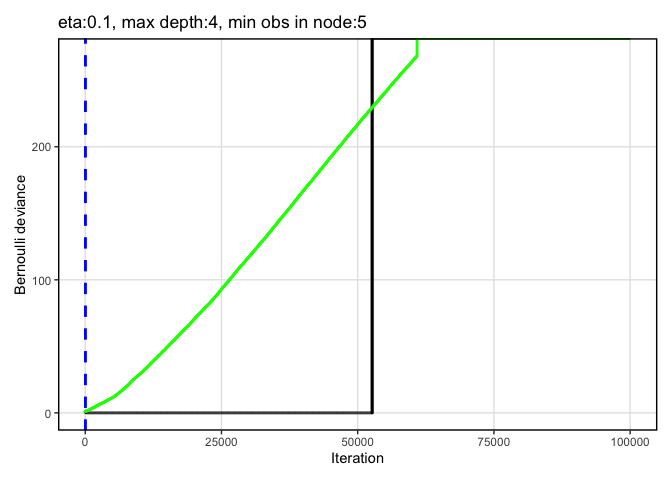 eta:0.1, max depth:4, min obs in node:5
Bernoulli deviance
200
100
0
0 25000 50000 75000 100000
Iteration